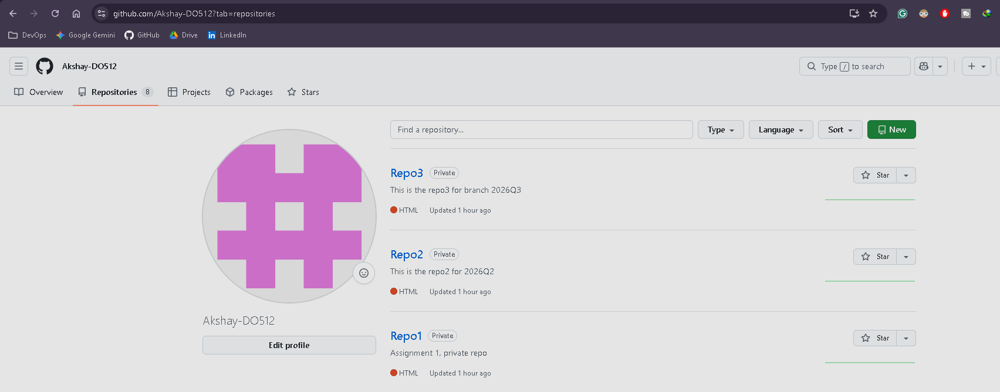 github.com/Akshay-DO512?tab=repositories
DevOps Google Gemini GitHub Drive LinkedIn
Akshay-DO512 Type / to search
Overview Repositories 8 Projects Packages Stars
Find a repository... Type Language Sort New
Repo3 Private Star
This is the repo3 for branch 2026Q3
HTML Updated 1 hour ago
Repo2 Private Star
This is the repo2 for 2026Q2
HTML Updated 1 hour ago
Akshay-DO512
Edit profile
Repo1 Private Star
Assignment 1, private repo
HTML Updated 1 hour ago